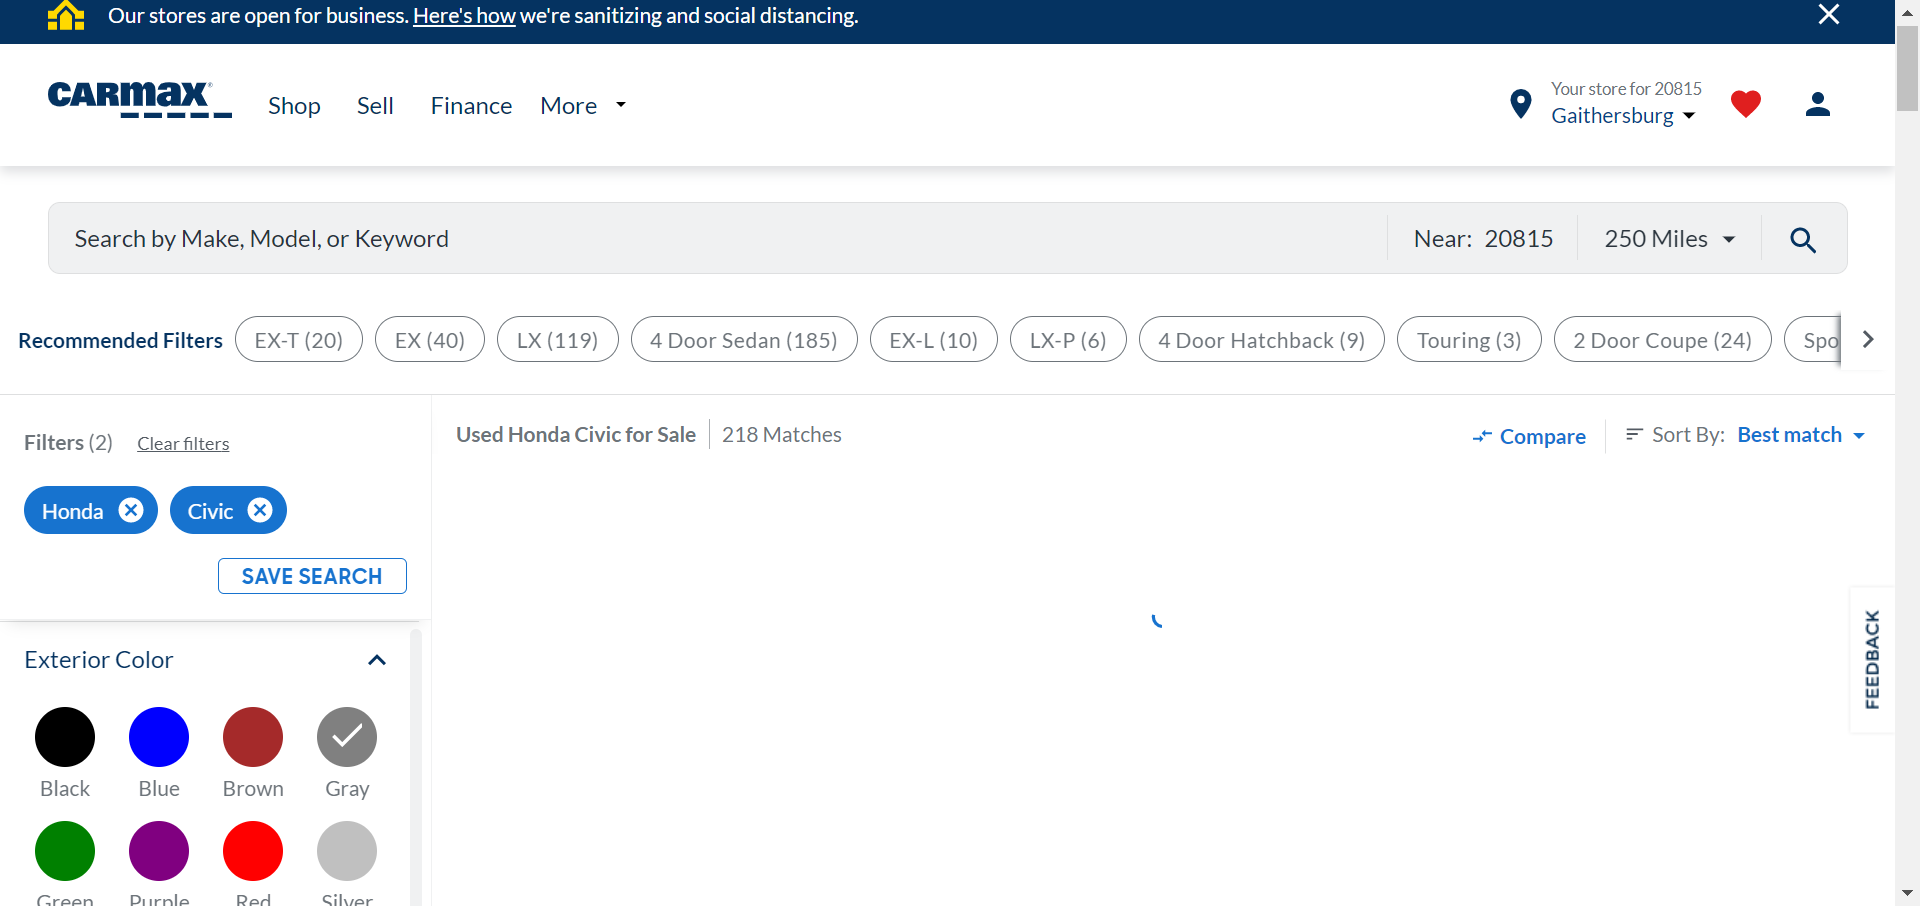 Our stores are open for business. Here's how we're sanitizing and social distancing.
CARMAX
Shop Sell Finance More
Your store for 20815
Gaithersburg
Search by Make, Model, or Keyword Near: 20815 250 Miles
Recommended Filters EX-T (20) EX (40) LX (119) 4 Door Sedan (185) EX-L (10) LX-P (6) 4 Door Hatchback (9) Touring (3) 2 Door Coupe (24) Spo
Filters (2) Clear filters
Used Honda Civic for Sale 218 Matches
Compare Sort By: Best match
Honda Civic
SAVE SEARCH
Exterior Color
Black Blue Brown Gray
Green Purple Red Silver
FEEDBACK